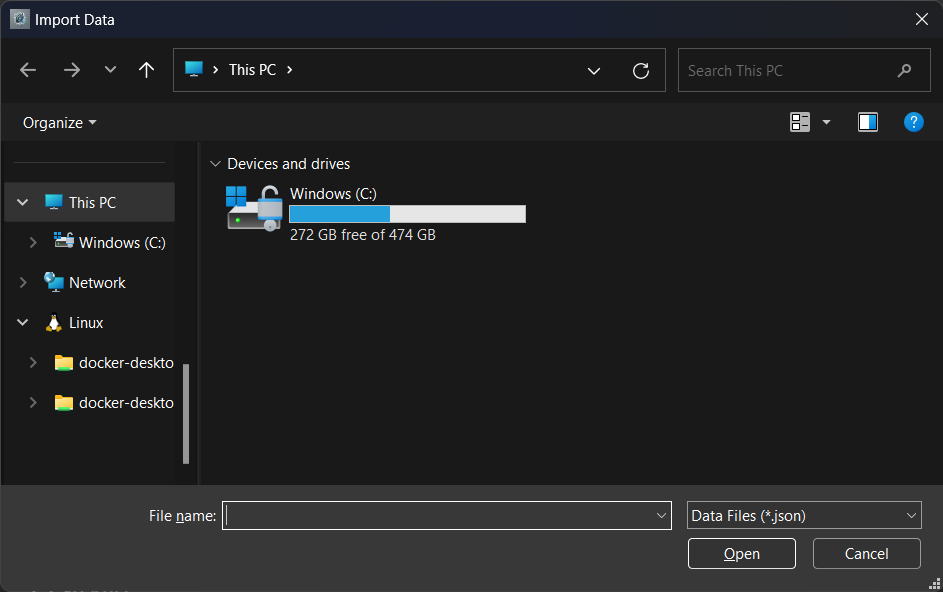 Import Data
This PC
Search This PC
Organize
?
Devices and drives
Windows (C:)
272 GB free of 474 GB
This PC
Windows (C:)
Network
Linux
docker-deskto
docker-deskto
File name:
Data Files (*.json)
Open
Cancel